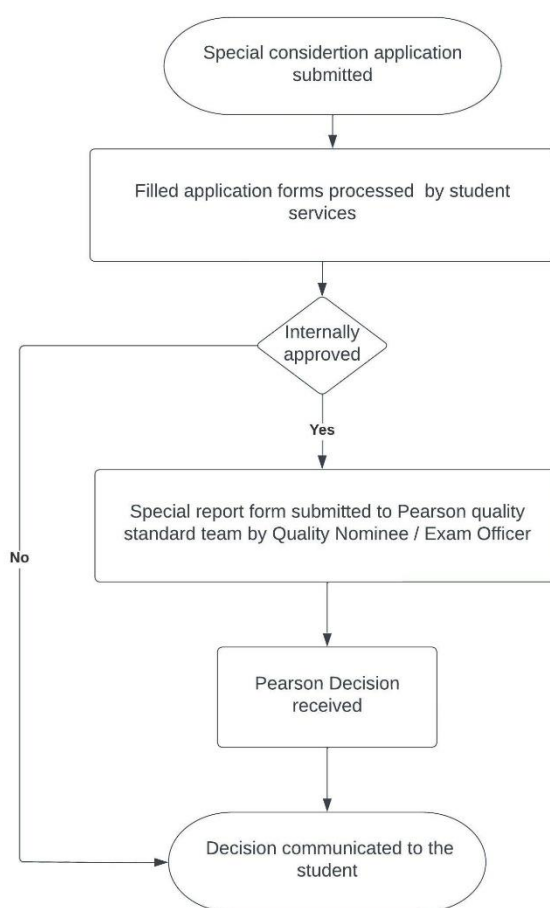 Special considertion application
submitted
Filled application forms processed by student
services
Internally
approved
Yes
Special report form submitted to Pearson quality
standard team by Quality Nominee / Exam Officer
No
Pearson Decision
received
Decision communicated to the
student